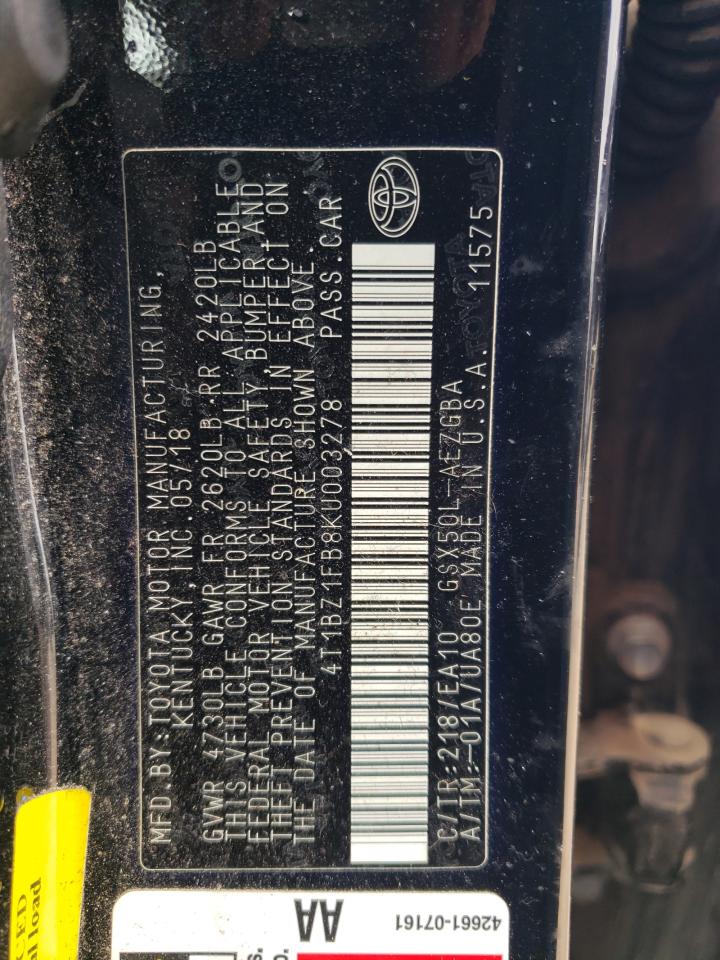 MFD.BY:TOYOTA MOTOR MANUFACTURING,
KENTUCKY,INC.05/18
GVWR 4730LB GAWR FR 2620LB RR 2420LB
THIS VEHICLE CONFORMS TO ALL APPLICABLE
FEDERAL MOTOR VEHICLE SAFETY,BUMPER,AND
THEFT PREVENTION STANDARDS IN EFFECT ON
THE DATE OF MANUFACTURE SHOWN ABOVE.
4T1BZ1FB8KU003278 PASS.CAR
C/TR:218/EA10 GSX50L-AEZGBA
A/TM:-01A/UA80E MADE IN U.S.A. 11575
AA
42661-07161